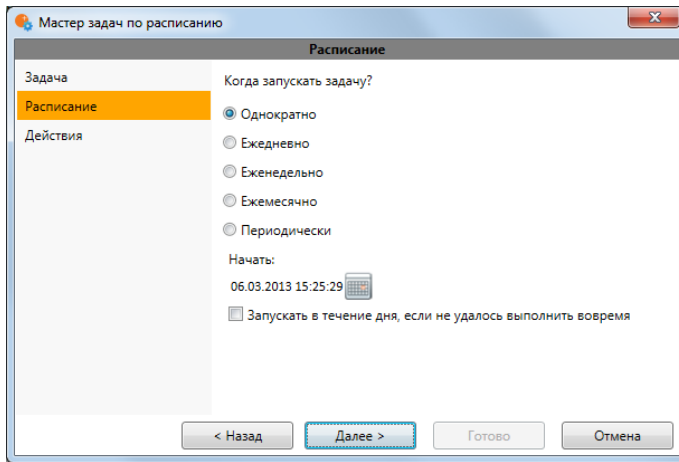 Мастер задач по расписанию
Расписание
Задача
Расписание
Действия
Когда запускать задачу?
Однократно
Ежедневно
Еженедельно
Ежемесячно
Периодически
Начать:
06.03.2013 15:25:29
Запускать в течение дня, если не удалось выполнить вовремя
< Назад
Далее >
Готово
Отмена